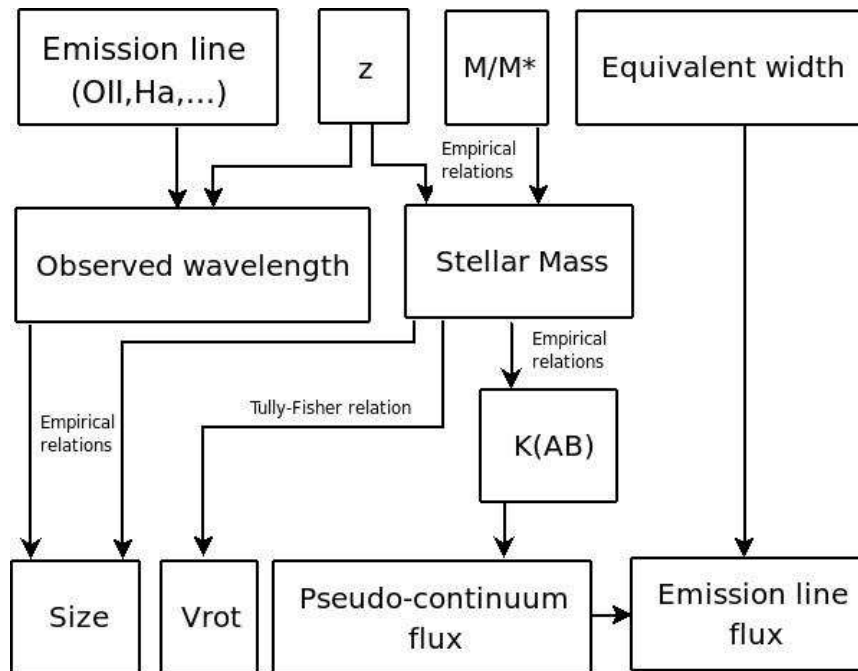 Emission line
(OII,Ha,...)
z
M/M*
Equivalent width
Empirical
relations
Observed wavelength
Stellar Mass
Empirical
relations
Tully-Fisher relation
Empirical
relations
K(AB)
Size
Vrot
Pseudo-continuum
flux
Emission line
flux